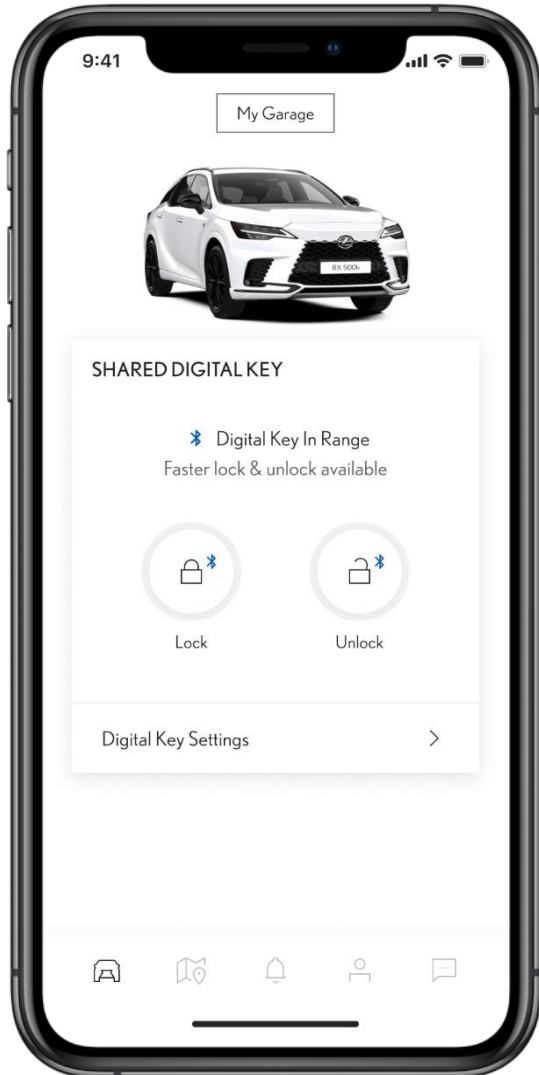 9:41
My Garage
RX 500h
SHARED DIGITAL KEY
Digital Key In Range
Faster lock & unlock available
Lock
Unlock
Digital Key Settings